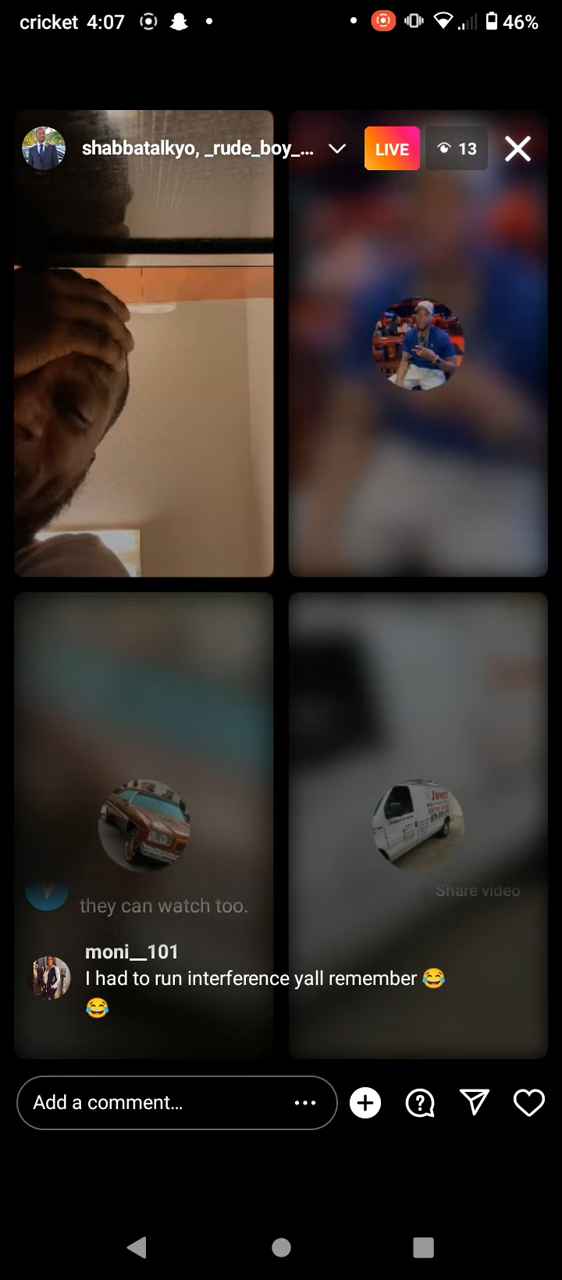 cricket 4:07 46%
shabbatalkyo, _rude_boy_... LIVE 13
they can watch too.
Share video
moni__101
I had to run interference yall remember 😂
😂
Add a comment...